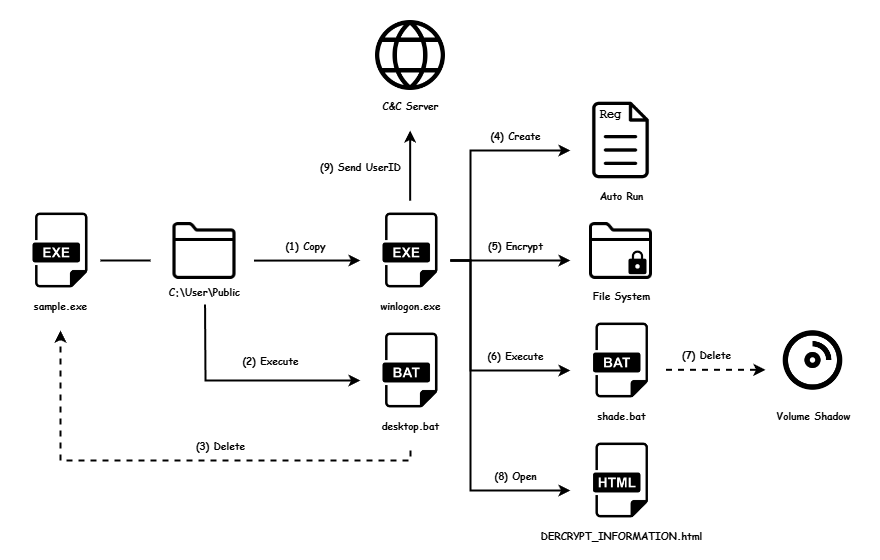 C&C Server
Reg
(4) Create
(9) Send UserID
Auto Run
EXE
(1) Copy
EXE
(5) Encrypt
sample.exe
C:\User\Public
winlogon.exe
File System
(2) Execute
BAT
(6) Execute
BAT
(7) Delete
desktop.bat
shade.bat
Volume Shadow
(3) Delete
(8) Open
HTML
DERCRYPT_INFORMATION.html